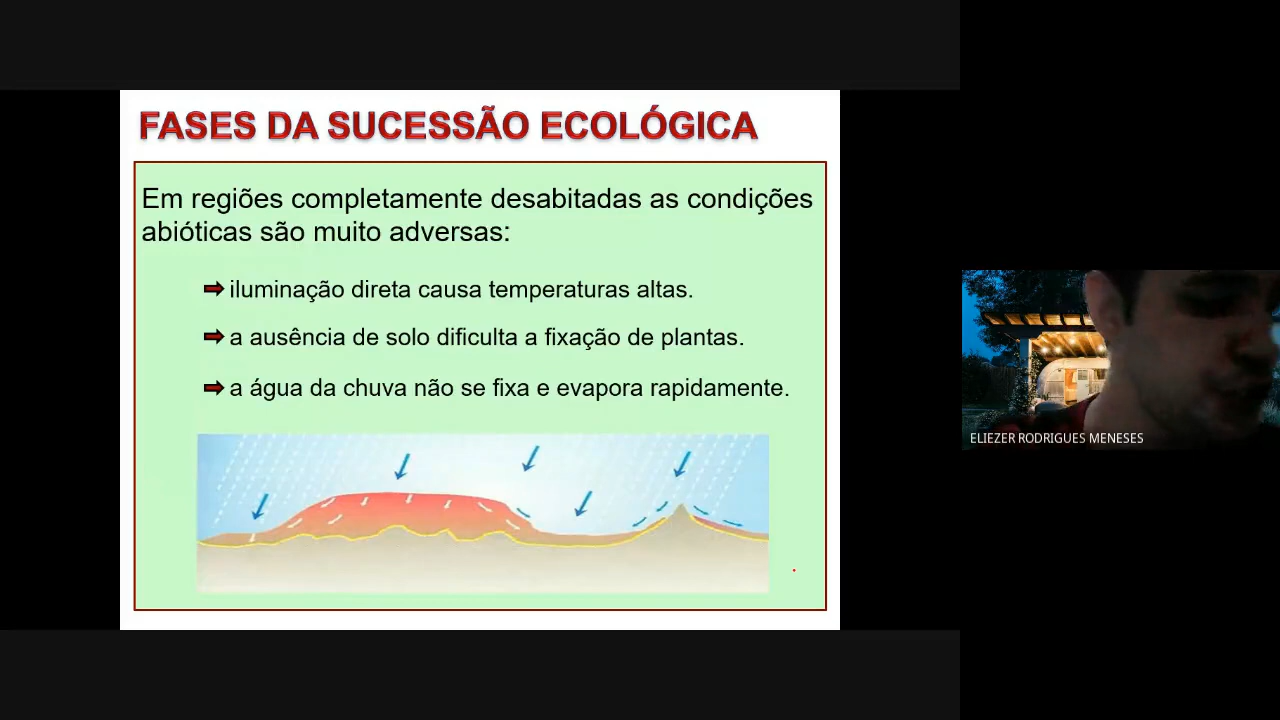 FASES DA SUCESSÃO ECOLÓGICA
Em regiões completamente desabitadas as condições
abióticas são muito adversas:
iluminação direta causa temperaturas altas.
a ausência de solo dificulta a fixação de plantas.
a água da chuva não se fixa e evapora rapidamente.
ELIEZER RODRIGUES MENESES